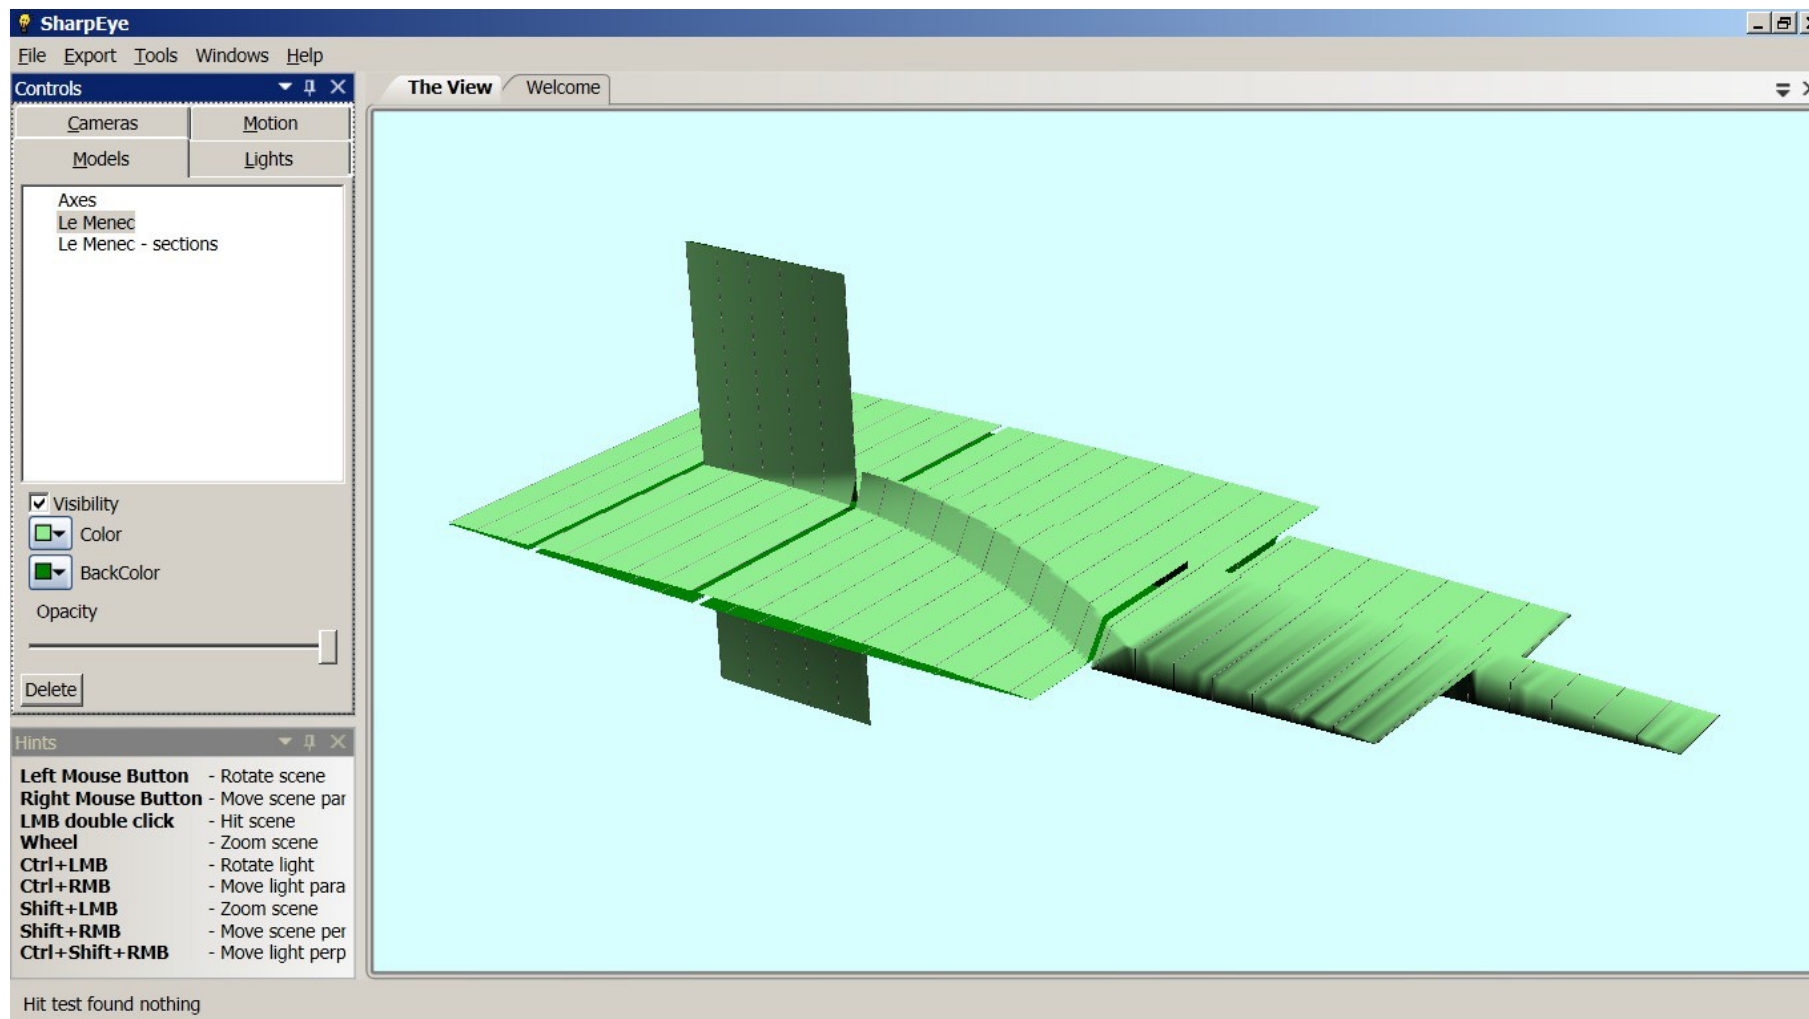 SharpEye
File Export Tools Windows Help
Controls
The View Welcome
Cameras Motion
Models Lights
Axes
Le Menec
Le Menec - sections
Visibility
Color
BackColor
Opacity
Delete
Hints
Left Mouse Button - Rotate scene
Right Mouse Button - Move scene par
LMB double click - Hit scene
Wheel - Zoom scene
Ctrl+LMB - Rotate light
Ctrl+RMB - Move light para
Shift+LMB - Zoom scene
Shift+RMB - Move scene per
Ctrl+Shift+RMB - Move light perp
Hit test found nothing